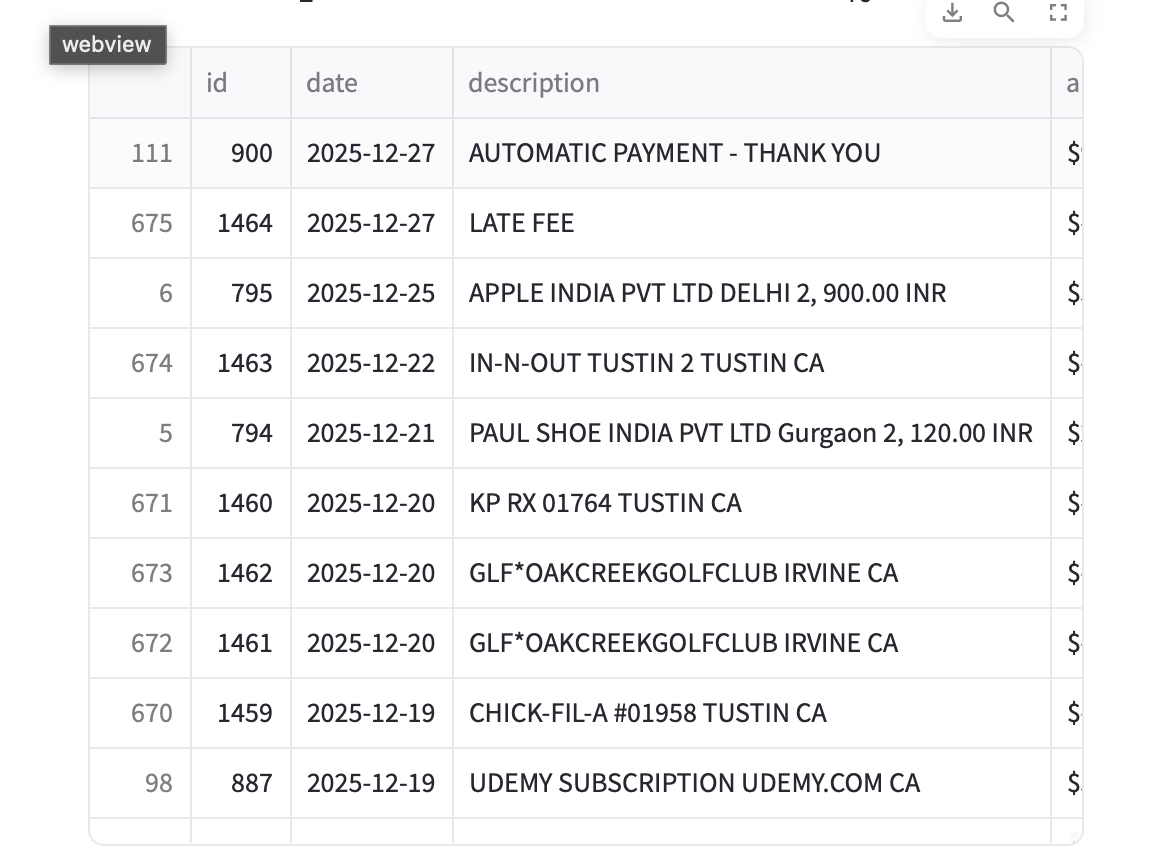 webview
id date description a
111 900 2025-12-27 AUTOMATIC PAYMENT - THANK YOU $
675 1464 2025-12-27 LATE FEE $
6 795 2025-12-25 APPLE INDIA PVT LTD DELHI 2, 900.00 INR $
674 1463 2025-12-22 IN-N-OUT TUSTIN 2 TUSTIN CA $
5 794 2025-12-21 PAUL SHOE INDIA PVT LTD Gurgaon 2, 120.00 INR $
671 1460 2025-12-20 KP RX 01764 TUSTIN CA $
673 1462 2025-12-20 GLF*OAKCREEKGOLFCLUB IRVINE CA $
672 1461 2025-12-20 GLF*OAKCREEKGOLFCLUB IRVINE CA $
670 1459 2025-12-19 CHICK-FIL-A #01958 TUSTIN CA $
98 887 2025-12-19 UDEMY SUBSCRIPTION UDEMY.COM CA $